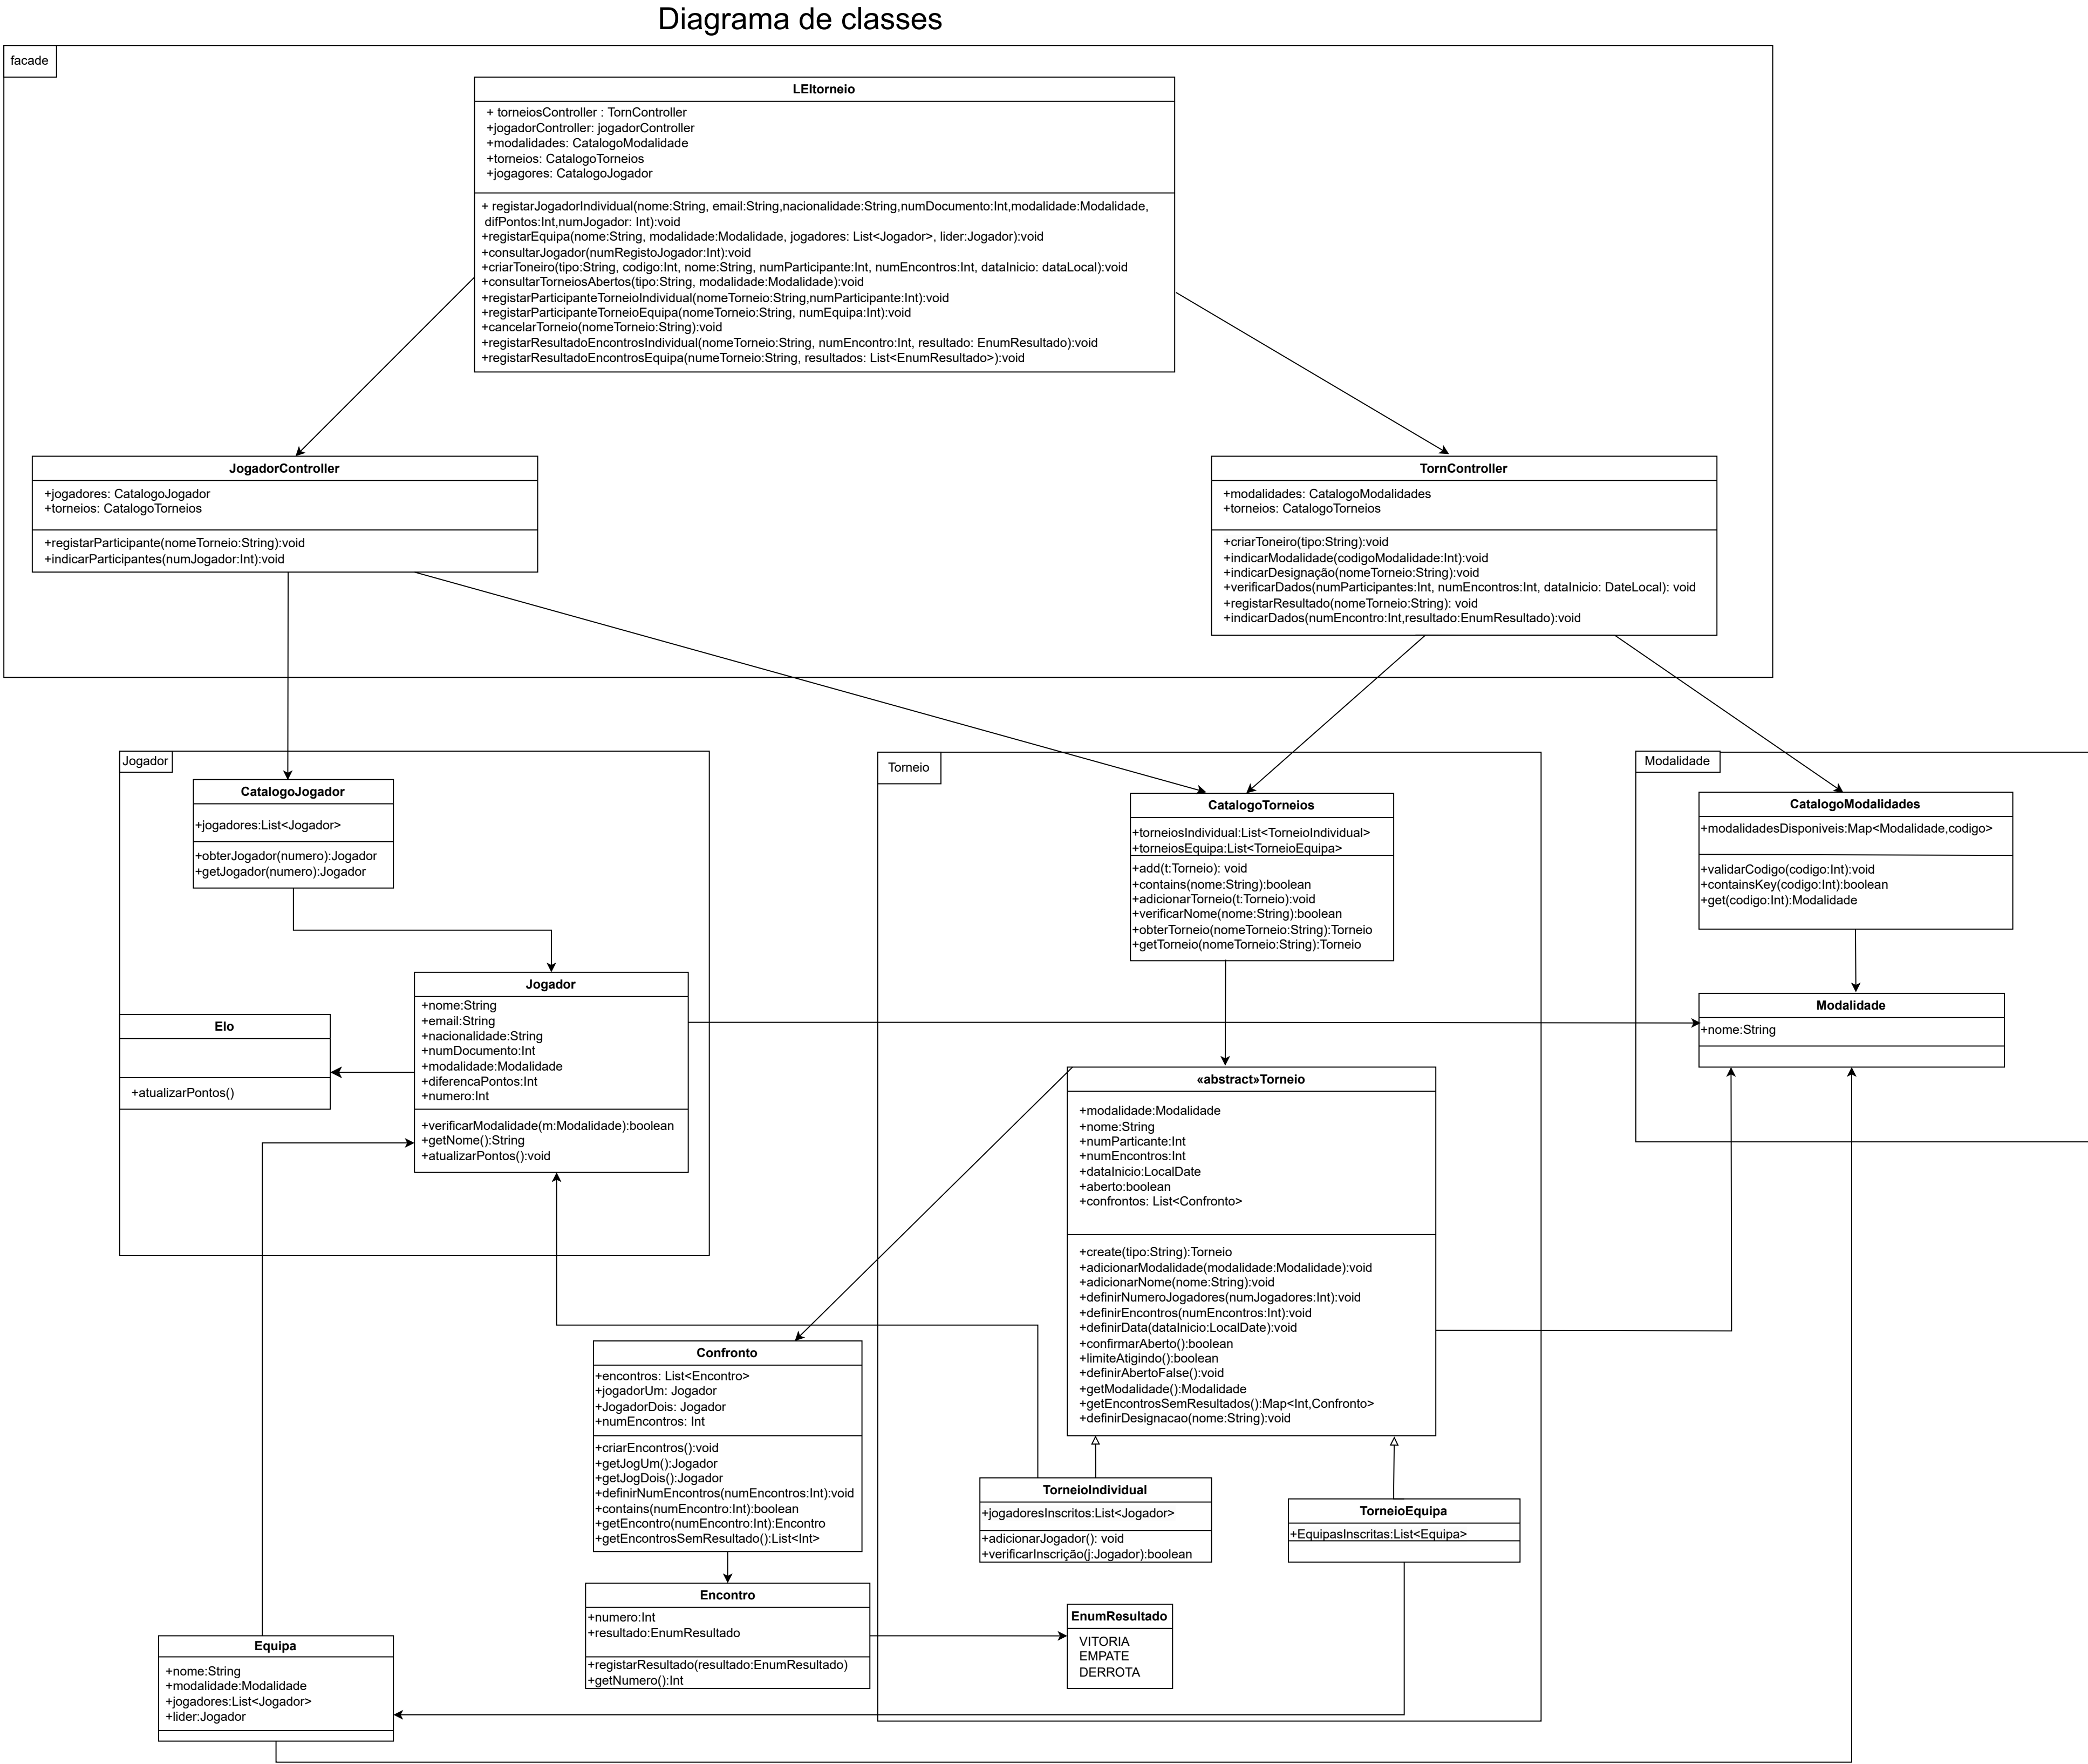 Diagrama de classes
facade
LEItorneio
+ torneiosController : TornController
+jogadorController: jogadorController
+modalidades: CatalogoModalidade
+torneios: CatalogoTorneios
+jogagores: CatalogoJogador
+ registarJogadorIndividual(nome:String, email:String,nacionalidade:String,numDocumento:Int,modalidade:Modalidade,
difPontos:Int,numJogador: Int):void
+registarEquipa(nome:String, modalidade:Modalidade, jogadores: List<Jogador>, lider:Jogador):void
+consultarJogador(numRegistoJogador:Int):void
+criarToneiro(tipo:String, codigo:Int, nome:String, numParticipante:Int, numEncontros:Int, dataInicio: dataLocal):void
+consultarTorneiosAbertos(tipo:String, modalidade:Modalidade):void
+registarParticipanteTorneioIndividual(nomeTorneio:String,numParticipante:Int):void
+registarParticipanteTorneioEquipa(nomeTorneio:String, numEquipa:Int):void
+cancelarTorneio(nomeTorneio:String):void
+registarResultadoEncontrosIndividual(nomeTorneio:String, numEncontro:Int, resultado: EnumResultado):void
+registarResultadoEncontrosEquipa(numeTorneio:String, resultados: List<EnumResultado>):void
JogadorController
+jogadores: CatalogoJogador
+torneios: CatalogoTorneios
+registarParticipante(nomeTorneio:String):void
+indicarParticipantes(numJogador:Int):void
TornController
+modalidades: CatalogoModalidades
+torneios: CatalogoTorneios
+criarToneiro(tipo:String):void
+indicarModalidade(codigoModalidade:Int):void
+indicarDesignação(nomeTorneio:String):void
+verificarDados(numParticipantes:Int, numEncontros:Int, dataInicio: DateLocal): void
+registarResultado(nomeTorneio:String): void
+indicarDados(numEncontro:Int,resultado:EnumResultado):void
Jogador
CatalogoJogador
+jogadores:List<Jogador>
+obterJogador(numero):Jogador
+getJogador(numero):Jogador
Jogador
+nome:String
+email:String
+nacionalidade:String
+numDocumento:Int
+modalidade:Modalidade
+diferencaPontos:Int
+numero:Int
+verificarModalidade(m:Modalidade):boolean
+getNome():String
+atualizarPontos():void
Elo
+atualizarPontos()
Torneio
CatalogoTorneios
+torneiosIndividual:List<TorneioIndividual>
+torneiosEquipa:List<TorneioEquipa>
+add(t:Torneio): void
+contains(nome:String):boolean
+adicionarTorneio(t:Torneio):void
+verificarNome(nome:String):boolean
+obterTorneio(nomeTorneio:String):Torneio
+getTorneio(nomeTorneio:String):Torneio
Modalidade
CatalogoModalidades
+modalidadesDisponiveis:Map<Modalidade,codigo>
+validarCodigo(codigo:Int):void
+containsKey(codigo:Int):boolean
+get(codigo:Int):Modalidade
Modalidade
+nome:String
«abstract»Torneio
+modalidade:Modalidade
+nome:String
+numParticante:Int
+numEncontros:Int
+dataInicio:LocalDate
+aberto:boolean
+confrontos: List<Confronto>
+create(tipo:String):Torneio
+adicionarModalidade(modalidade:Modalidade):void
+adicionarNome(nome:String):void
+definirNumeroJogadores(numJogadores:Int):void
+definirEncontros(numEncontros:Int):void
+definirData(dataInicio:LocalDate):void
+confirmarAberto():boolean
+limiteAtigindo():boolean
+definirAbertoFalse():void
+getModalidade():Modalidade
+getEncontrosSemResultados():Map<Int,Confronto>
+definirDesignacao(nome:String):void
Confronto
+encontros: List<Encontro>
+jogadorUm: Jogador
+JogadorDois: Jogador
+numEncontros: Int
+criarEncontros():void
+getJogUm():Jogador
+getJogDois():Jogador
+definirNumEncontros(numEncontros:Int):void
+contains(numEncontro:Int):boolean
+getEncontro(numEncontro:Int):Encontro
+getEncontrosSemResultado():List<Int>
TorneioIndividual
+jogadoresInscritos:List<Jogador>
+adicionarJogador(): void
+verificarInscrição(j:Jogador):boolean
TorneioEquipa
+EquipasInscritas:List<Equipa>
Encontro
+numero:Int
+resultado:EnumResultado
+registarResultado(resultado:EnumResultado)
+getNumero():Int
EnumResultado
VITORIA
EMPATE
DERROTA
Equipa
+nome:String
+modalidade:Modalidade
+jogadores:List<Jogador>
+lider:Jogador